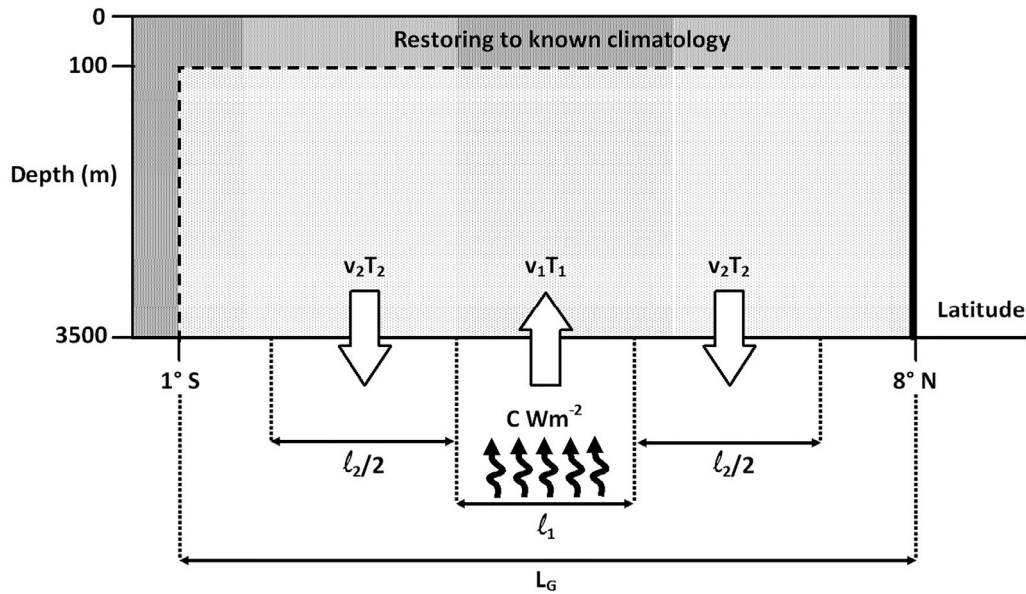 0
Restoring to known climatology
100
Depth (m)
v₂T₂ v₁T₁ v₂T₂
Latitude
3500
1° S 8° N
C Wm⁻²
ℓ₂/2 ℓ₂/2
ℓ₁
L_G